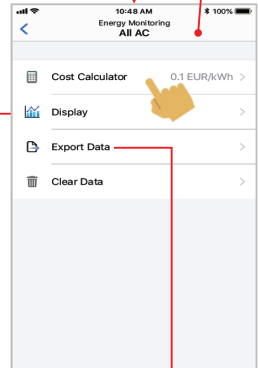 10:48 AM 100%
Energy Monitoring
All AC
Cost Calculator 0.1 EUR/kWh
Display
Export Data
Clear Data